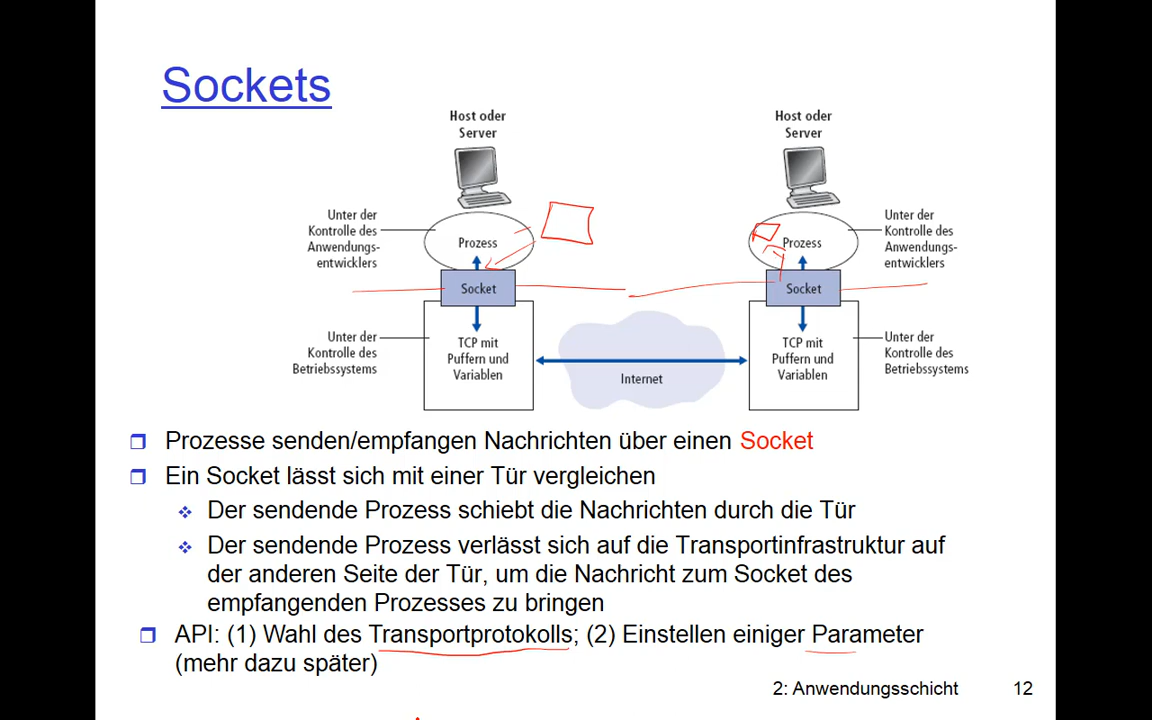 Sockets
Host oder
Server
Host oder
Server
Unter der
Kontrolle des
Anwendungs-
entwicklers
Prozess
Prozess
Unter der
Kontrolle des
Anwendungs-
entwicklers
Socket
Socket
Unter der
Kontrolle des
Betriebssystems
TCP mit
Puffern und
Variablen
Internet
TCP mit
Puffern und
Variablen
Unter der
Kontrolle des
Betriebssystems
Prozesse senden/empfangen Nachrichten über einen Socket
Ein Socket lässt sich mit einer Tür vergleichen
Der sendende Prozess schiebt die Nachrichten durch die Tür
Der sendende Prozess verlässt sich auf die Transportinfrastruktur auf
der anderen Seite der Tür, um die Nachricht zum Socket des
empfangenden Prozesses zu bringen
API: (1) Wahl des Transportprotokolls; (2) Einstellen einiger Parameter
(mehr dazu später)
2: Anwendungsschicht 12